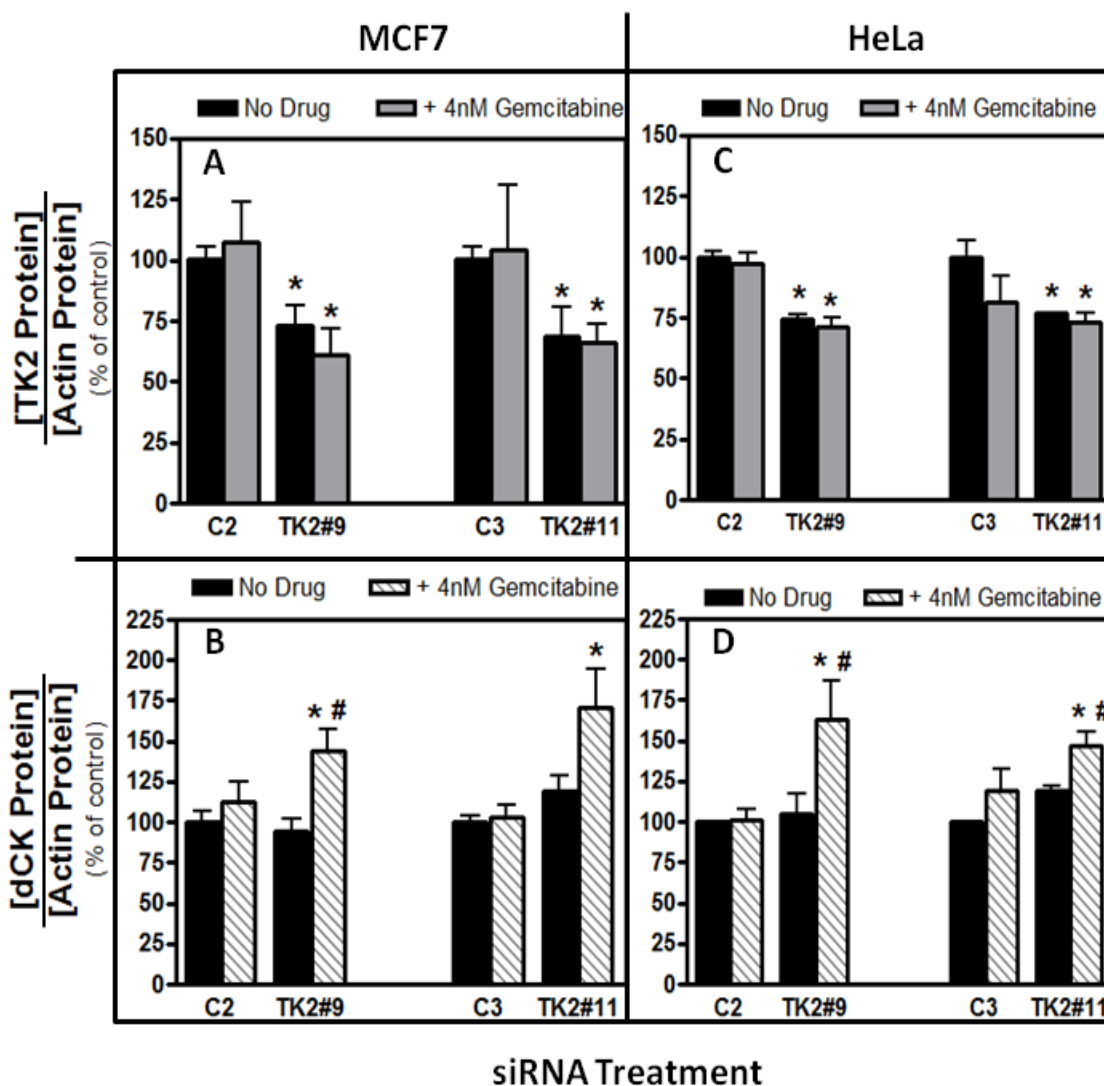 MCF7
HeLa
[TK2 Protein]
[Actin Protein]
(% of control)
No Drug + 4nM Gemcitabine
A
150
125
100
75
50
25
0
* * * *
C2 TK2#9 C3 TK2#11
No Drug + 4nM Gemcitabine
C
150
100
75
50
25
0
* * * *
C2 TK2#9 C3 TK2#11
[dCK Protein]
[Actin Protein]
(% of control)
No Drug + 4nM Gemcitabine
B
225
200
175
150
125
100
75
50
25
0
* # *
C2 TK2#9 C3 TK2#11
No Drug + 4nM Gemcitabine
D
225
200
175
150
125
100
75
50
25
0
* # * #
C2 TK2#9 C3 TK2#11
siRNA Treatment